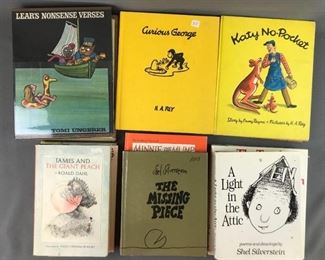 LEAR'S NONSENSE VERSES
TOMI UNGERER
Curious George
H. A. REY
Katy No-Pocket
Story by Emmy Payne • Pictures by H. A. Rey
JAMES AND
THE GIANT PEACH
ROALD DAHL
MINNIE
Shel Silverstein
THE
MISSING
PIECE
A Light
in the
Attic
poems and drawings by
Shel Silverstein